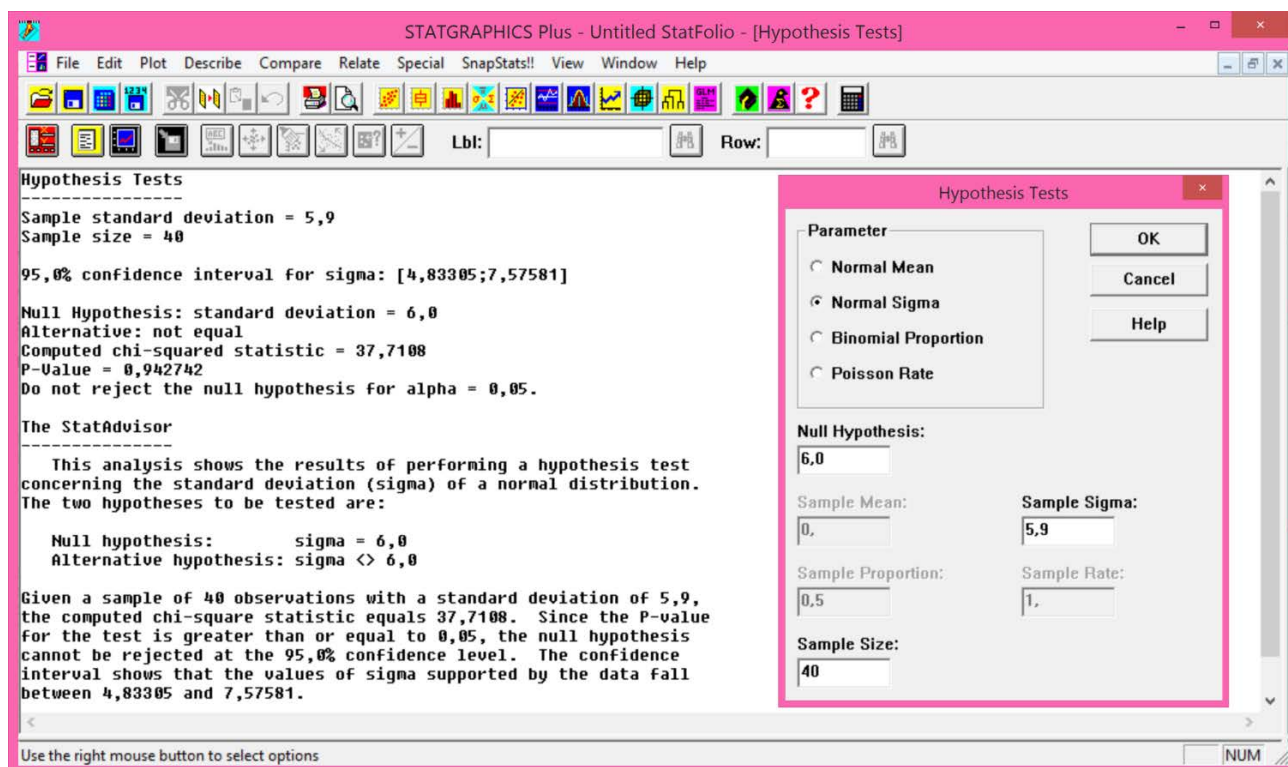 STATGRAPHICS Plus - Untitled StatFolio - [Hypothesis Tests]
File Edit Plot Describe Compare Relate Special SnapStats!! View Window Help
Lbl: Row:
Hypothesis Tests
----------------
Sample standard deviation = 5,9
Sample size = 40
95,0% confidence interval for sigma: [4,83305;7,57581]
Null Hypothesis: standard deviation = 6,0
Alternative: not equal
Computed chi-squared statistic = 37,7108
P-Value = 0,942742
Do not reject the null hypothesis for alpha = 0,05.
The StatAdvisor
---------------
This analysis shows the results of performing a hypothesis test
concerning the standard deviation (sigma) of a normal distribution.
The two hypotheses to be tested are:
Null hypothesis: sigma = 6,0
Alternative hypothesis: sigma <> 6,0
Given a sample of 40 observations with a standard deviation of 5,9,
the computed chi-square statistic equals 37,7108. Since the P-value
for the test is greater than or equal to 0,05, the null hypothesis
cannot be rejected at the 95,0% confidence level. The confidence
interval shows that the values of sigma supported by the data fall
between 4,83305 and 7,57581.
Hypothesis Tests
Parameter
Normal Mean
Normal Sigma
Binomial Proportion
Poisson Rate
OK
Cancel
Help
Null Hypothesis:
6,0
Sample Mean: Sample Sigma:
0, 5,9
Sample Proportion: Sample Rate:
0,5 1,
Sample Size:
40
Use the right mouse button to select options
NUM